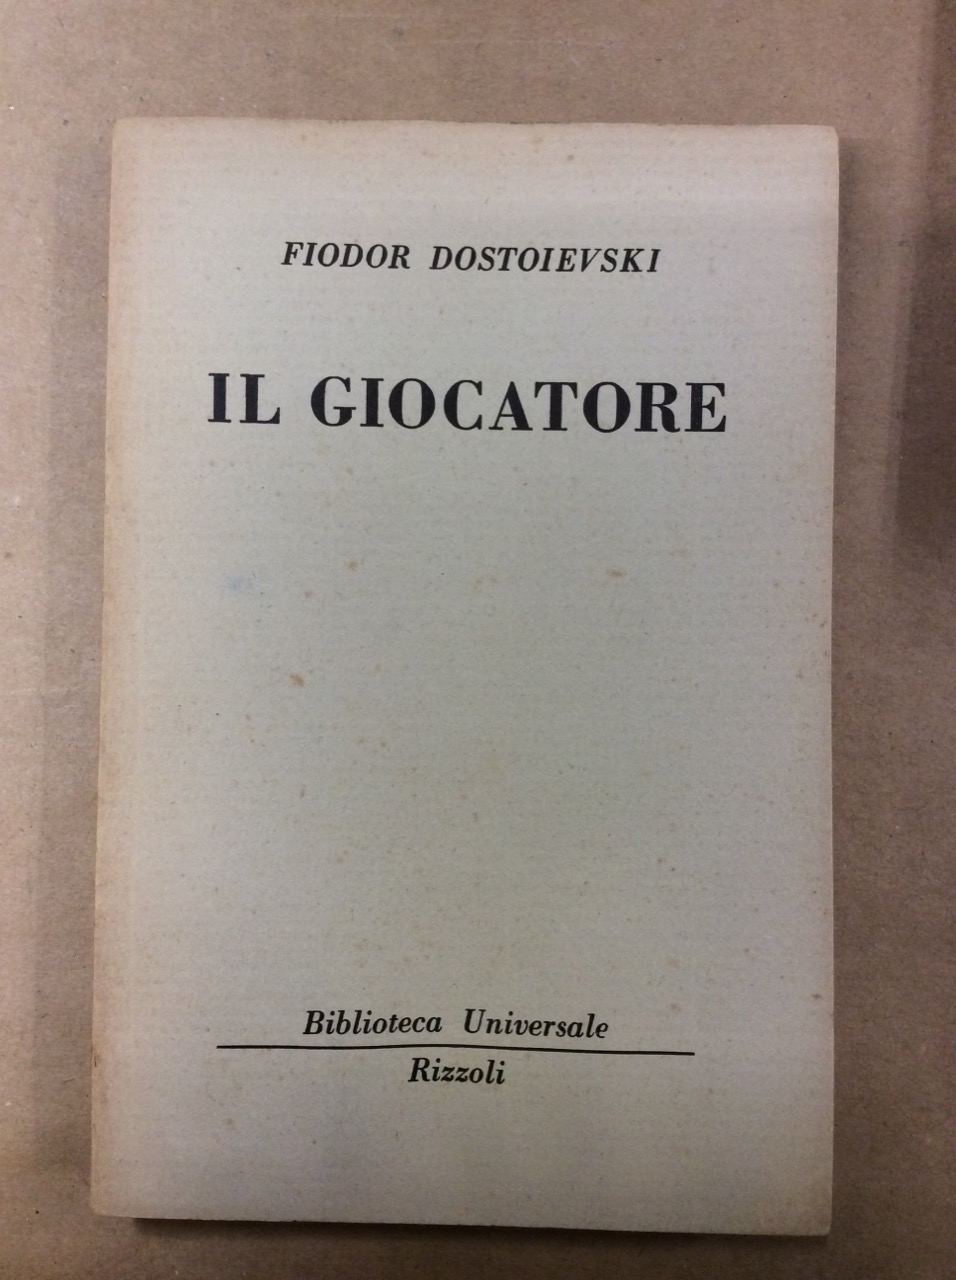 FIODOR DOSTOIEVSKI
IL GIOCATORE
Biblioteca Universale
Rizzoli